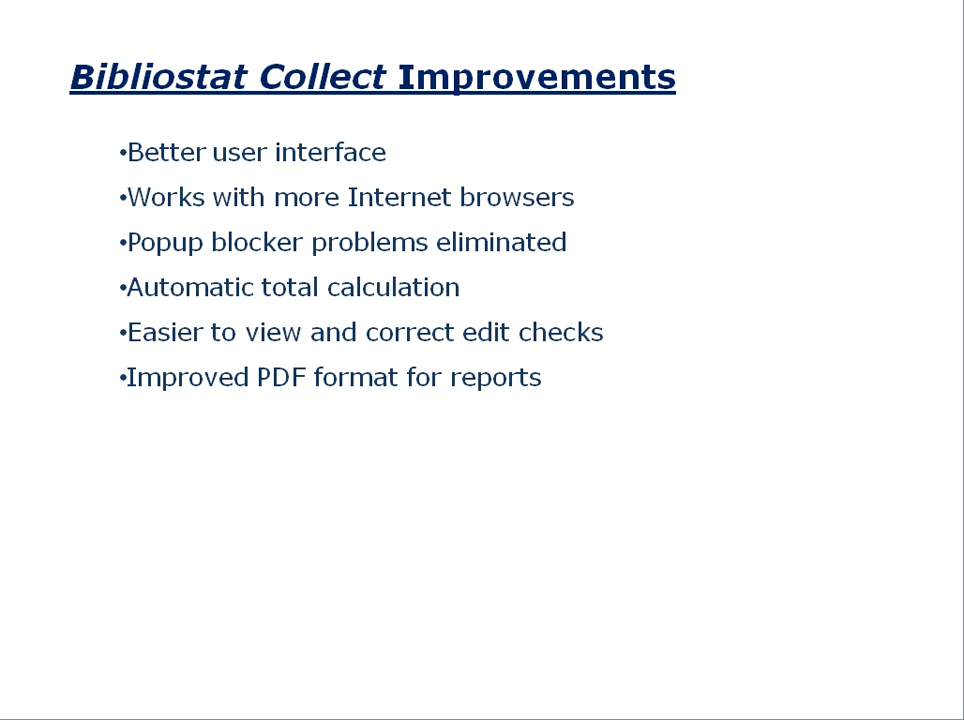 Bibliostat Collect Improvements
•Better user interface
•Works with more Internet browsers
•Popup blocker problems eliminated
•Automatic total calculation
•Easier to view and correct edit checks
•Improved PDF format for reports